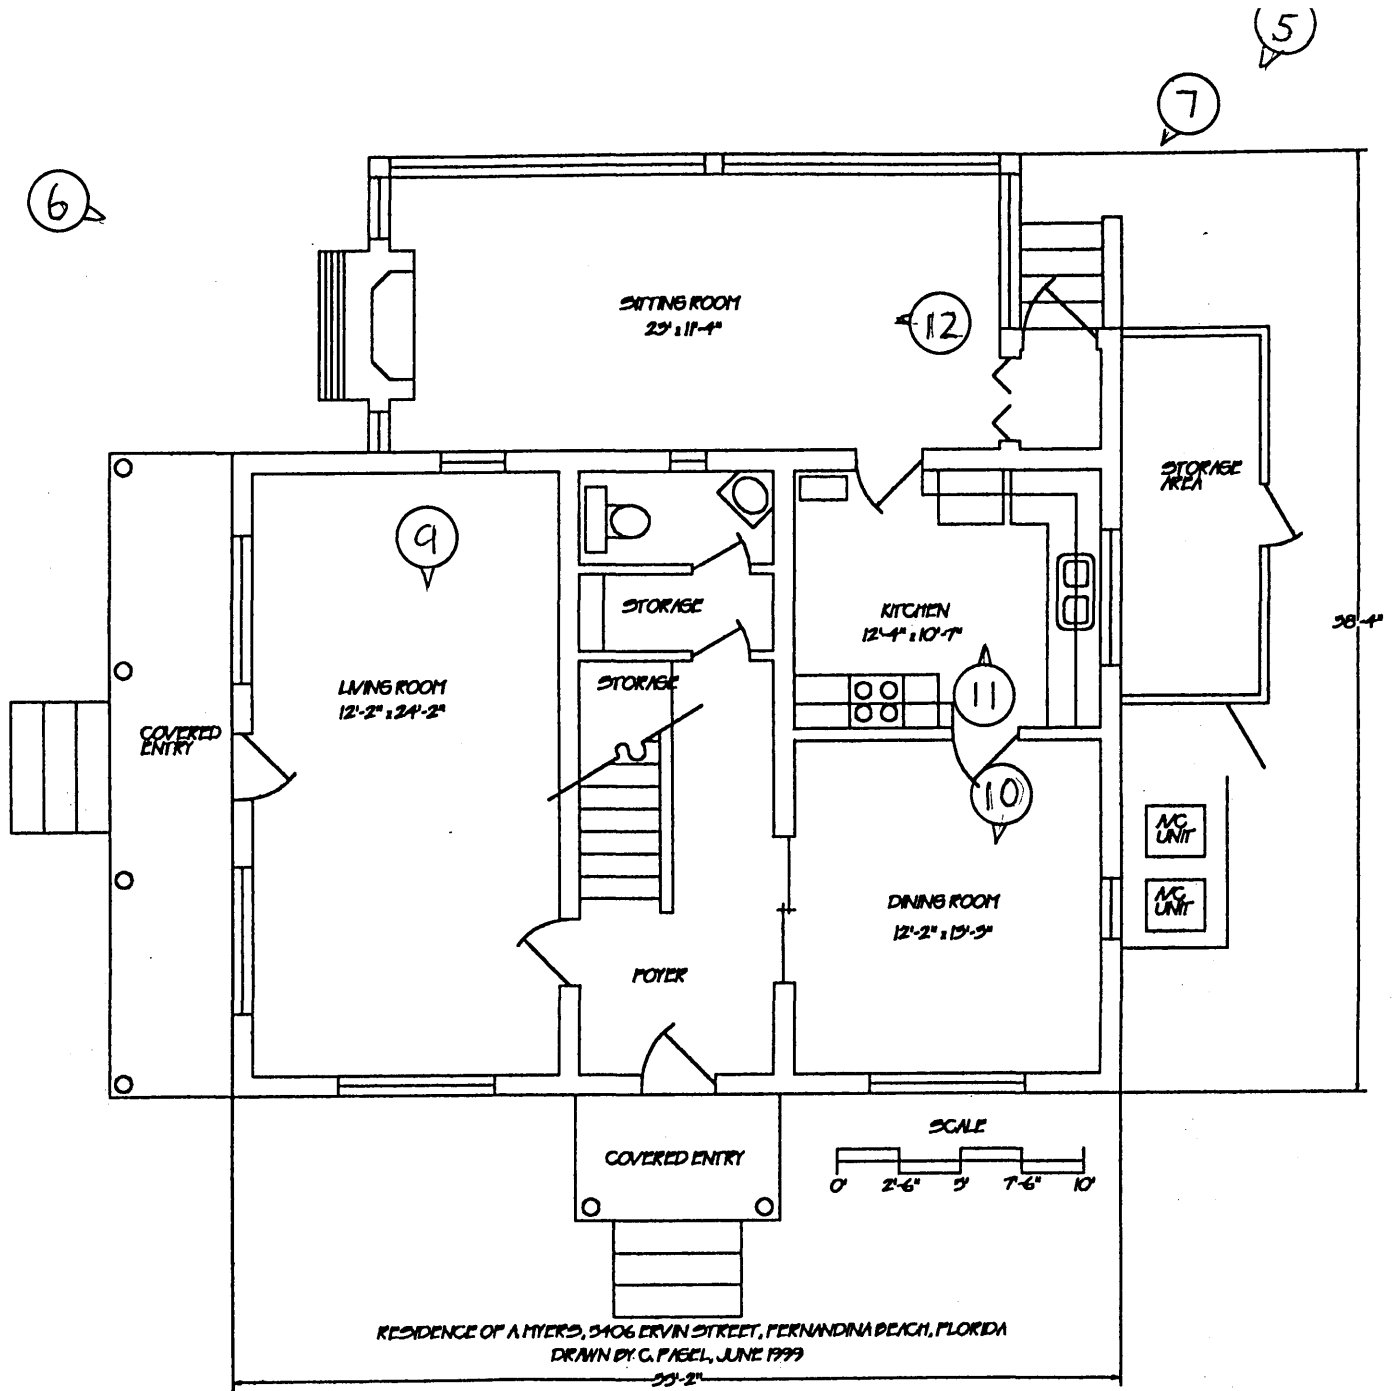 5
7
6
SITTING ROOM
23' x 11'-4"
12
STORAGE
AREA
9
STORAGE
KITCHEN
12'-4" x 10'-7"
38'-4"
STORAGE
LIVING ROOM
12'-2" x 24'-2"
11
COVERED
ENTRY
10
A/C
UNIT
A/C
UNIT
DINING ROOM
12'-2" x 13'-3"
FOYER
SCALE
COVERED ENTRY
0' 2'-6" 5' 7'-6" 10'
RESIDENCE OF A MYERS, 3406 ERVIN STREET, FERNANDINA BEACH, FLORIDA
DRAWN BY C. PAGEL, JUNE 1999
35'-2"